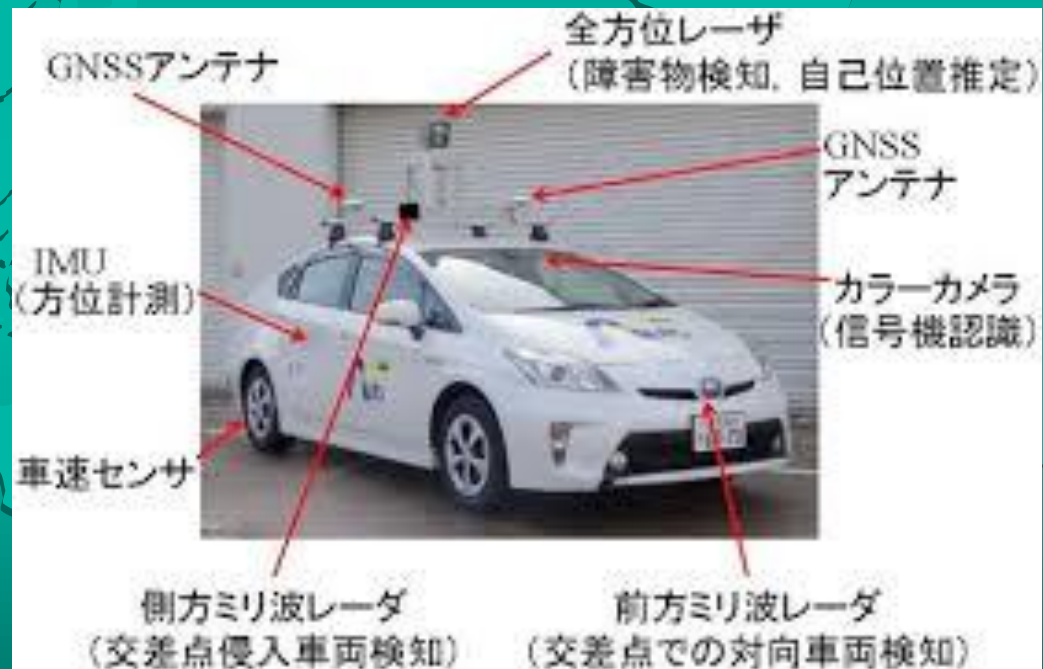 全方位レーザ
(障害物検知, 自己位置推定)
GNSSアンテナ
GNSS
アンテナ
IMU
(方位計測)
カラーカメラ
(信号機認識)
車速センサ
側方ミリ波レーダ
(交差点侵入車両検知)
前方ミリ波レーダ
(交差点での対向車両検知)